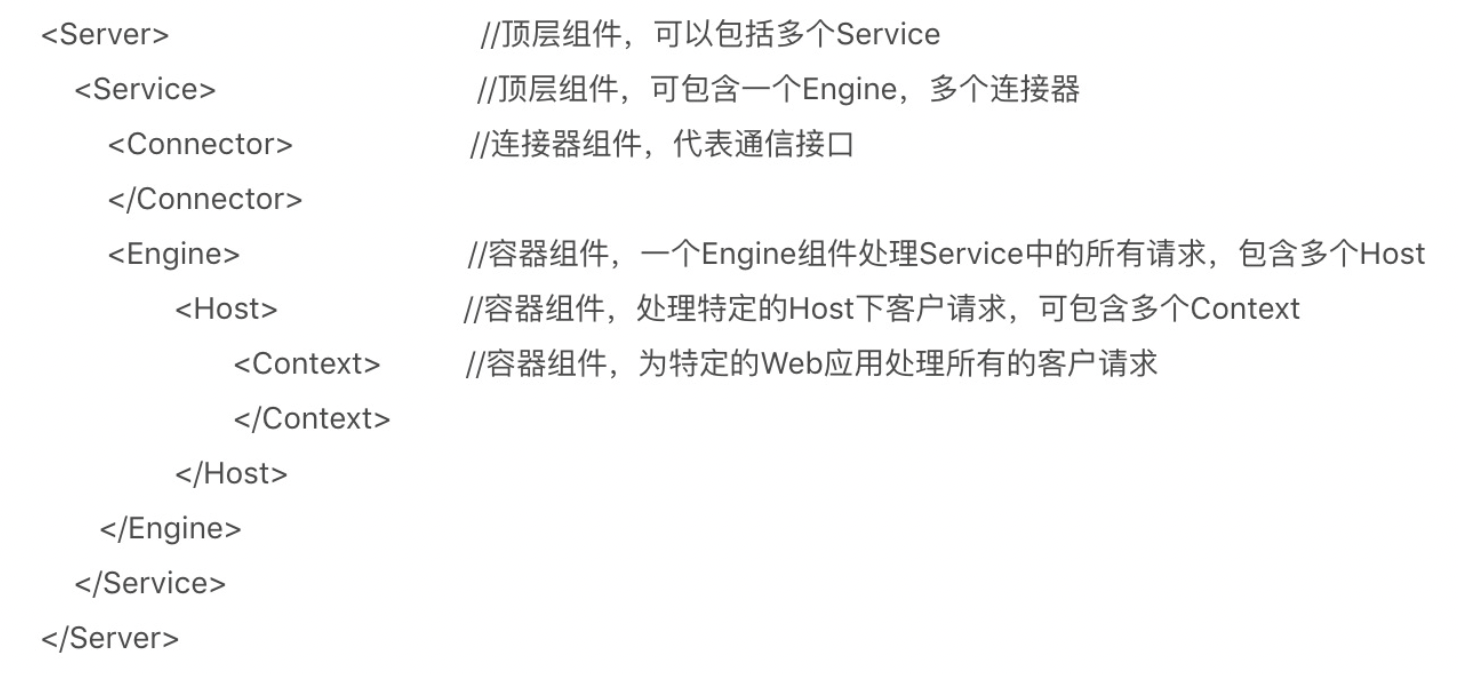 <Server> //顶层组件，可以包括多个Service
<Service> //顶层组件，可包含一个Engine，多个连接器
<Connector> //连接器组件，代表通信接口
</Connector>
<Engine> //容器组件，一个Engine组件处理Service中的所有请求，包含多个Host
<Host> //容器组件，处理特定的Host下客户请求，可包含多个Context
<Context> //容器组件，为特定的Web应用处理所有的客户请求
</Context>
</Host>
</Engine>
</Service>
</Server>